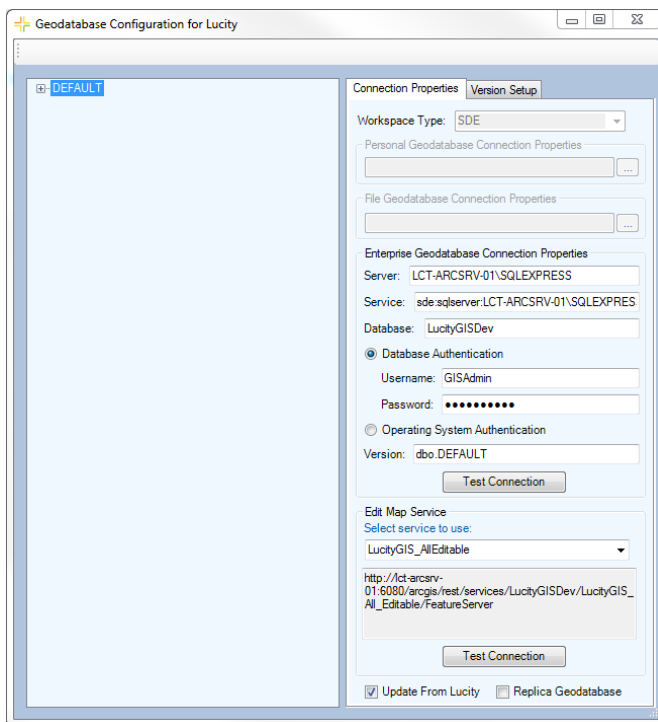 Geodatabase Configuration for Lucity
DEFAULT
Connection Properties Version Setup
Workspace Type: SDE
Personal Geodatabase Connection Properties
...
File Geodatabase Connection Properties
...
Enterprise Geodatabase Connection Properties
Server: LCT-ARCSRV-01\SQLEXPRESS
Service: sde:sqlserver:LCT-ARCSRV-01\SQLEXPRES
Database: LucityGISDev
Database Authentication
Username: GISAdmin
Password: ●●●●●●●●●●
Operating System Authentication
Version: dbo.DEFAULT
Test Connection
Edit Map Service
Select service to use:
LucityGIS_AllEditable
http://lct-arcsrv-
01:6080/arcgis/rest/services/LucityGISDev/LucityGIS_
All_Editable/FeatureServer
Test Connection
Update From Lucity Replica Geodatabase